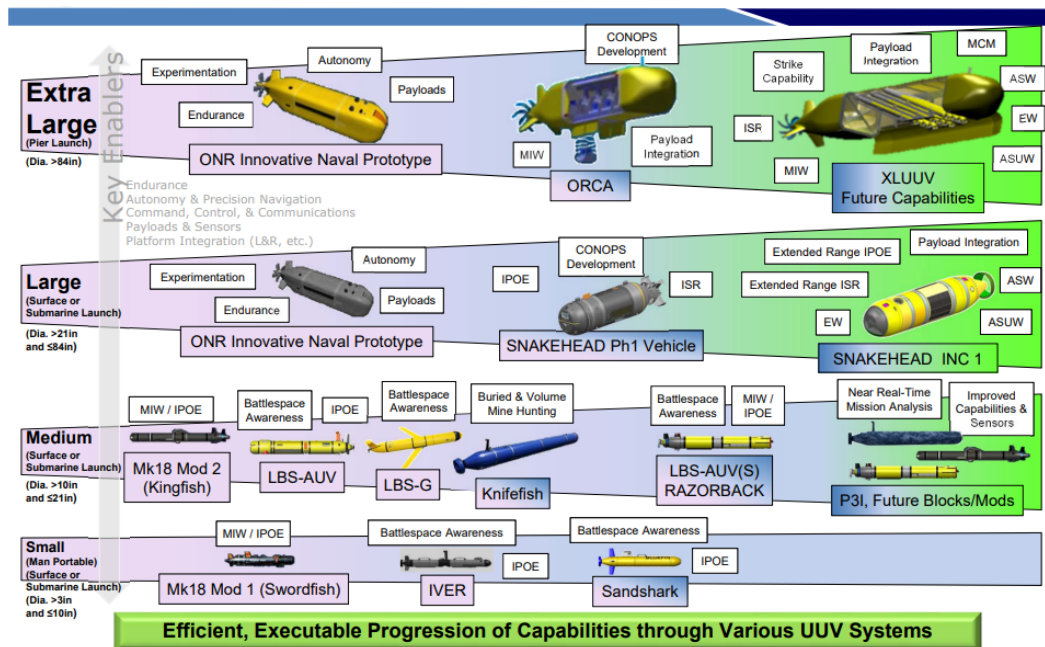 Extra
Large
(Pier Launch)
(Dia. >84in)
Key Enablers
Endurance
Autonomy & Precision Navigation
Command, Control, & Communications
Payloads & Sensors
Platform Integration (L&R, etc.)
Experimentation
Autonomy
Payloads
Endurance
ONR Innovative Naval Prototype
CONOPS
Development
MIW
Payload
Integration
ORCA
Strike
Capability
Payload
Integration
MCM
ASW
EW
ISR
MIW
ASUW
XLUUV
Future Capabilities
Large
(Surface or
Submarine Launch)
(Dia. >21in
and ≤84in)
Experimentation
Autonomy
Endurance
Payloads
ONR Innovative Naval Prototype
IPOE
CONOPS
Development
ISR
SNAKEHEAD Ph1 Vehicle
Extended Range IPOE
Payload Integration
Extended Range ISR
ASW
EW
ASUW
SNAKEHEAD INC 1
Medium
(Surface or
Submarine Launch)
(Dia. >10in
and ≤21in)
MIW / IPOE
Mk18 Mod 2
(Kingfish)
Battlespace
Awareness
IPOE
LBS-AUV
Battlespace
Awareness
LBS-G
Buried & Volume
Mine Hunting
Knifefish
Battlespace
Awareness
MIW /
IPOE
LBS-AUV(S)
RAZORBACK
Near Real-Time
Mission Analysis
Improved
Capabilities &
Sensors
P3I, Future Blocks/Mods
Small
(Man Portable)
(Surface or
Submarine Launch)
(Dia. >3in
and ≤10in)
MIW / IPOE
Mk18 Mod 1 (Swordfish)
Battlespace Awareness
IPOE
IVER
Battlespace Awareness
IPOE
Sandshark
Efficient, Executable Progression of Capabilities through Various UUV Systems